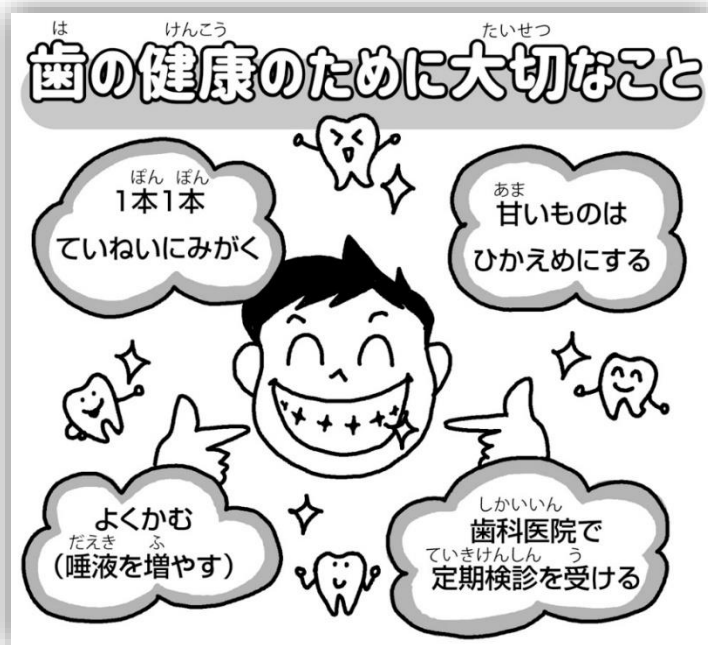 歯の健康のために大切なこと
1本1本
ていねいにみがく
甘いものは
ひかえめにする
よくかむ
（唾液を増やす）
歯科医院で
定期検診を受ける